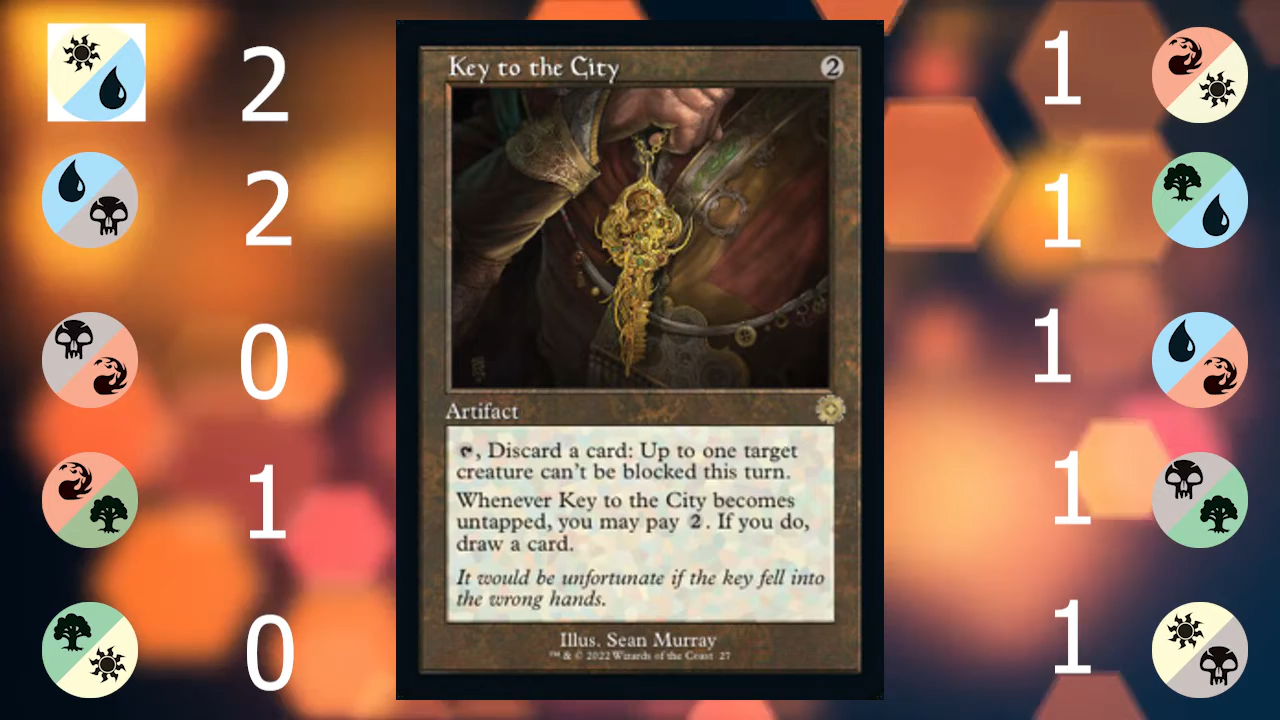 2
2
0
1
0
Key to the City 2
Artifact
, Discard a card: Up to one target
creature can't be blocked this turn.
Whenever Key to the City becomes
untapped, you may pay 2. If you do,
draw a card.
It would be unfortunate if the key fell into
the wrong hands.
Illus. Sean Murray
™ & © 2022 Wizards of the Coast 27
1
1
1
1
1